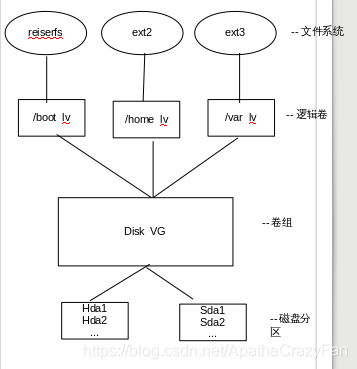 reiserfs
ext2
ext3
-- 文件系统
/boot lv
/home lv
/var lv
-- 逻辑卷
Disk VG
--卷组
Hda1
Hda2
...
Sda1
Sda2
...
--磁盘分
区
https://blog.csdn.net/ApatheCrazyFan